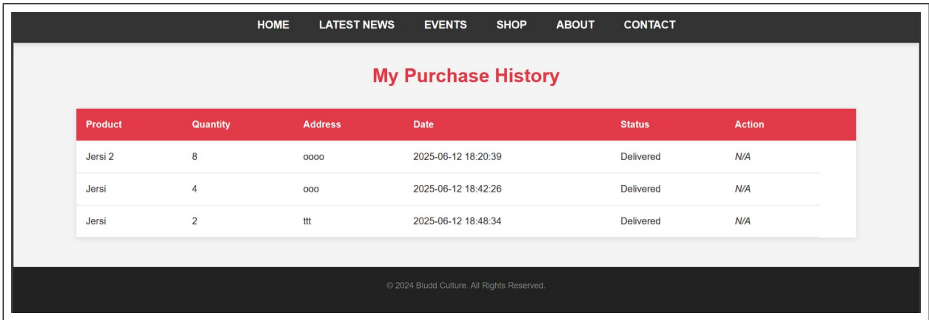 HOME LATEST NEWS EVENTS SHOP ABOUT CONTACT
My Purchase History
Product Quantity Address Date Status Action
Jersi 2 8 oooo 2025-06-12 18:20:39 Delivered N/A
Jersi 4 ooo 2025-06-12 18:42:26 Delivered N/A
Jersi 2 ttt 2025-06-12 18:48:34 Delivered N/A
© 2024 Bludd Culture. All Rights Reserved.